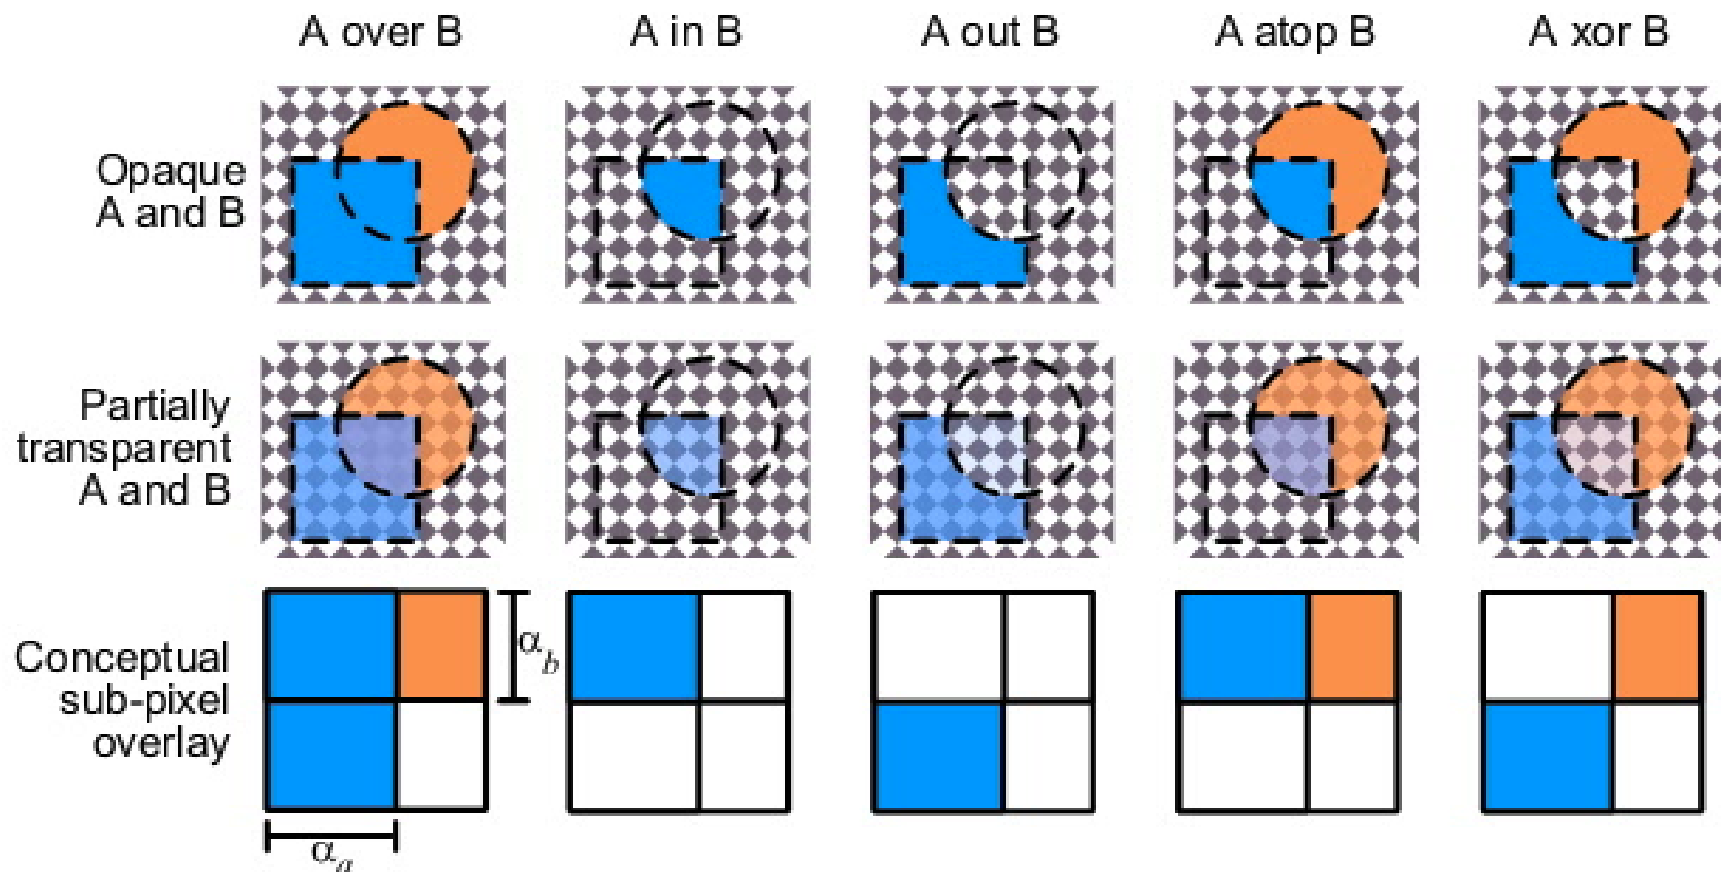 A over B
A in B
A out B
A atop B
A xor B
Opaque
A and B
Partially
transparent
A and B
Conceptual
sub-pixel
overlay
αb
αa